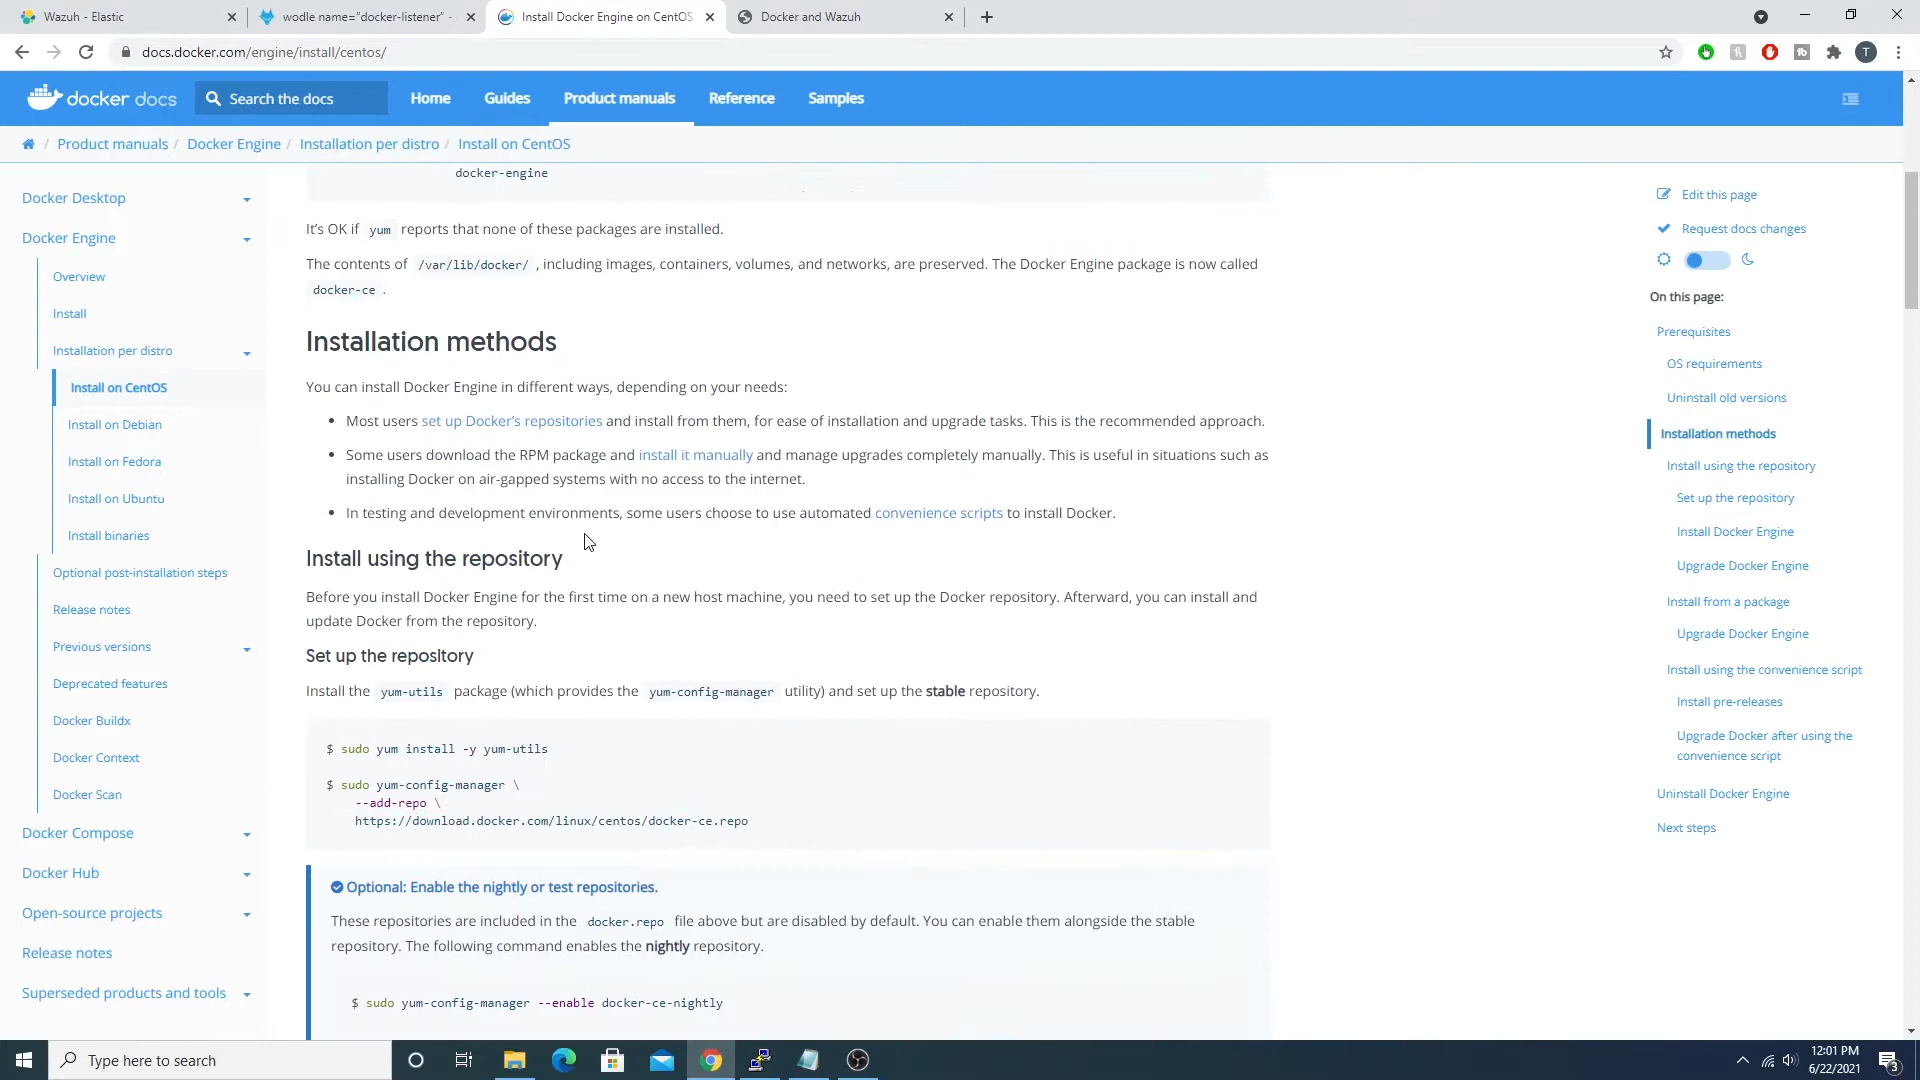 Wazuh - Elastic
wodle name="docker-listener" -
Install Docker Engine on CentOS
Docker and Wazuh
docs.docker.com/engine/install/centos/
T
docker docs
Search the docs
Home
Guides
Product manuals
Reference
Samples
Product manuals / Docker Engine / Installation per distro / Install on CentOS
Docker Desktop
Docker Engine
Overview
Install
Installation per distro
Install on CentOS
Install on Debian
Install on Fedora
Install on Ubuntu
Install binaries
Optional post-installation steps
Release notes
Previous versions
Deprecated features
Docker Buildx
Docker Context
Docker Scan
Docker Compose
Docker Hub
Open-source projects
Release notes
Superseded products and tools
docker-engine
It's OK if yum reports that none of these packages are installed.
The contents of /var/lib/docker/ , including images, containers, volumes, and networks, are preserved. The Docker Engine package is now called
docker-ce .
Installation methods
You can install Docker Engine in different ways, depending on your needs:
• Most users set up Docker's repositories and install from them, for ease of installation and upgrade tasks. This is the recommended approach.
• Some users download the RPM package and install it manually and manage upgrades completely manually. This is useful in situations such as
installing Docker on air-gapped systems with no access to the internet.
• In testing and development environments, some users choose to use automated convenience scripts to install Docker.
Install using the repository
Before you install Docker Engine for the first time on a new host machine, you need to set up the Docker repository. Afterward, you can install and
update Docker from the repository.
Set up the repository
Install the yum-utils package (which provides the yum-config-manager utility) and set up the stable repository.
$ sudo yum install -y yum-utils
$ sudo yum-config-manager \
--add-repo \
https://download.docker.com/linux/centos/docker-ce.repo
Optional: Enable the nightly or test repositories.
These repositories are included in the docker.repo file above but are disabled by default. You can enable them alongside the stable
repository. The following command enables the nightly repository.
$ sudo yum-config-manager --enable docker-ce-nightly
Edit this page
Request docs changes
On this page:
Prerequisites
OS requirements
Uninstall old versions
Installation methods
Install using the repository
Set up the repository
Install Docker Engine
Upgrade Docker Engine
Install from a package
Upgrade Docker Engine
Install using the convenience script
Install pre-releases
Upgrade Docker after using the
convenience script
Uninstall Docker Engine
Next steps
Type here to search
12:01 PM
6/22/2021
3